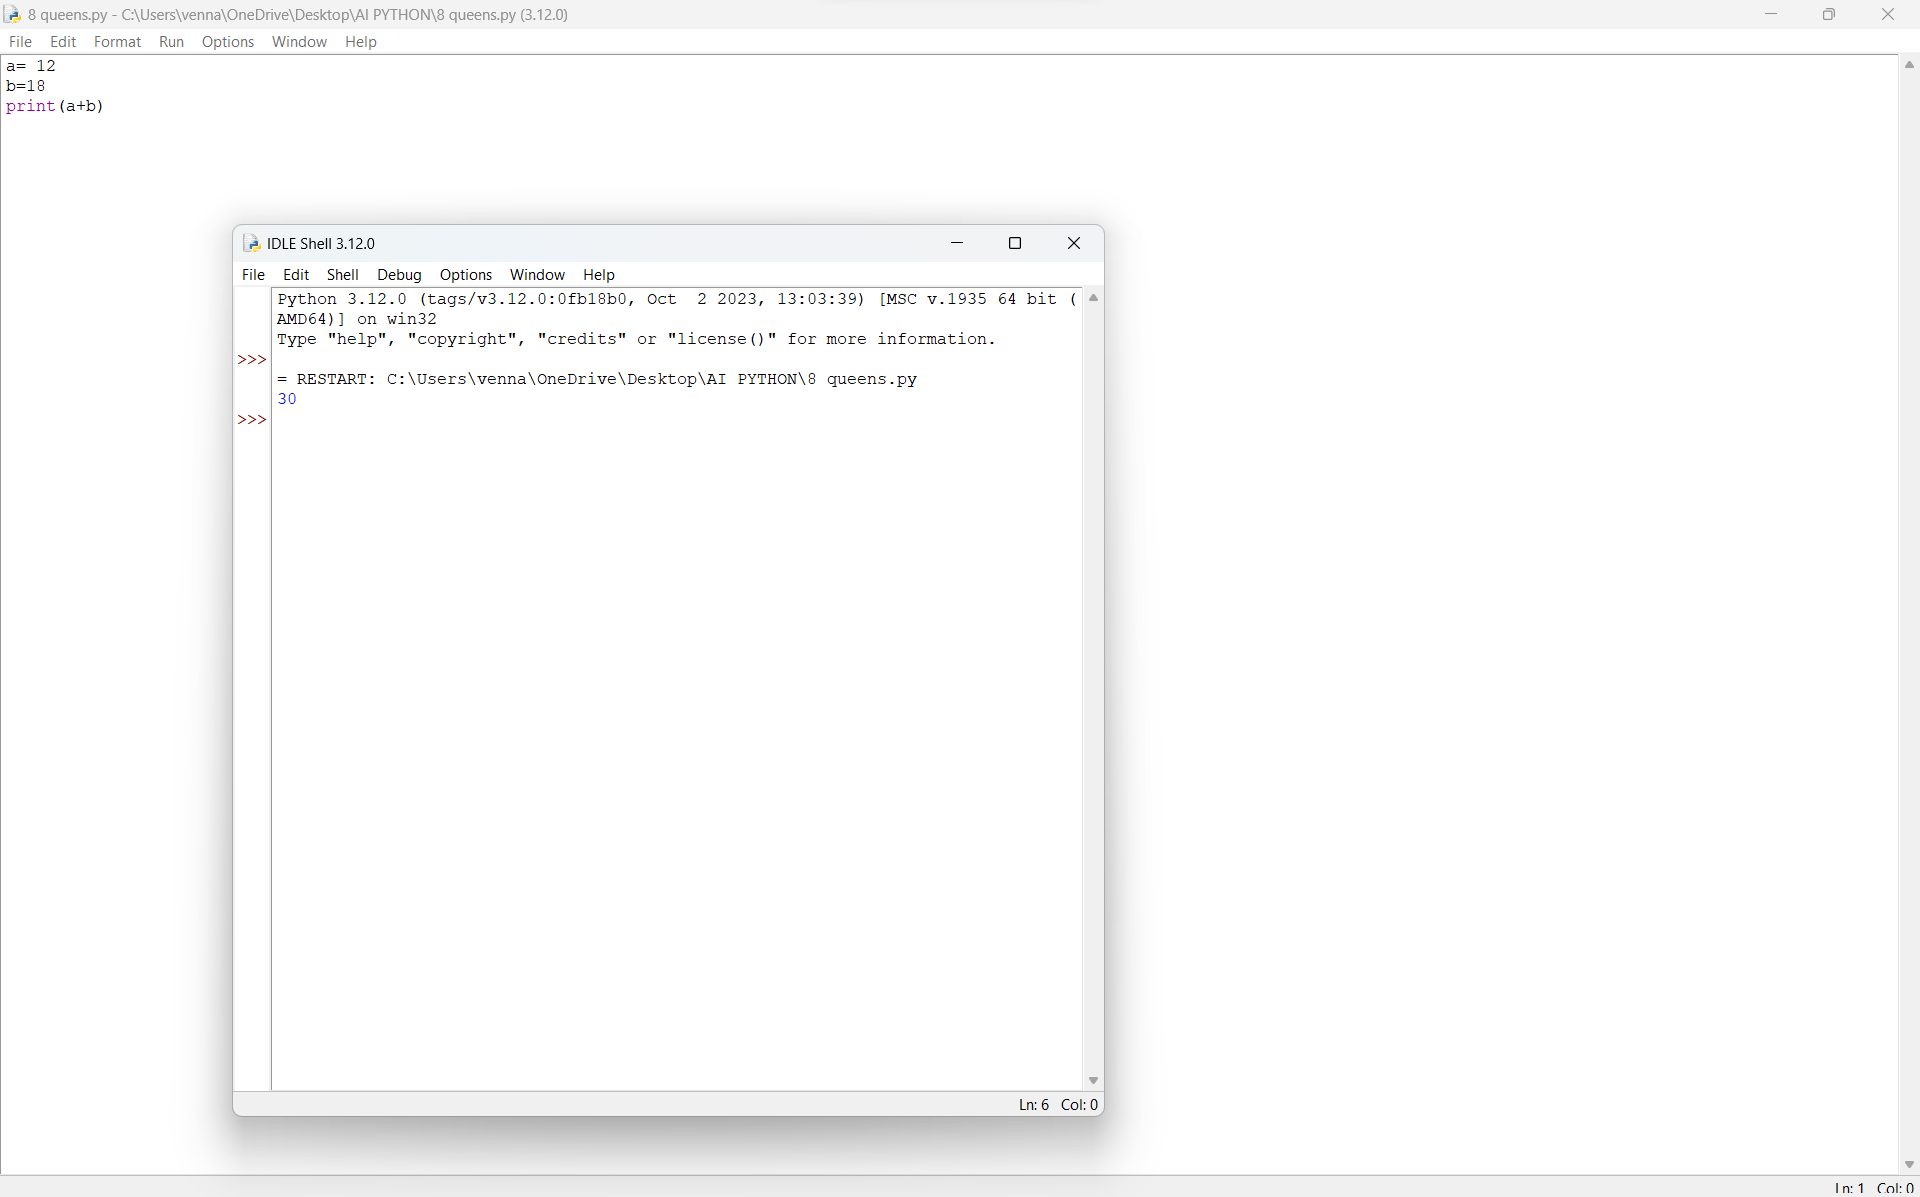 8 queens.py - C:\Users\venna\OneDrive\Desktop\AI PYTHON\8 queens.py (3.12.0)
File Edit Format Run Options Window Help
a= 12
b=18
print(a+b)
IDLE Shell 3.12.0
File Edit Shell Debug Options Window Help
Python 3.12.0 (tags/v3.12.0:0fb18b0, Oct  2 2023, 13:03:39) [MSC v.1935 64 bit (
AMD64)] on win32
Type "help", "copyright", "credits" or "license()" for more information.
>>>
= RESTART: C:\Users\venna\OneDrive\Desktop\AI PYTHON\8 queens.py
30
>>>
Ln: 6 Col: 0
Ln: 1 Col: 0